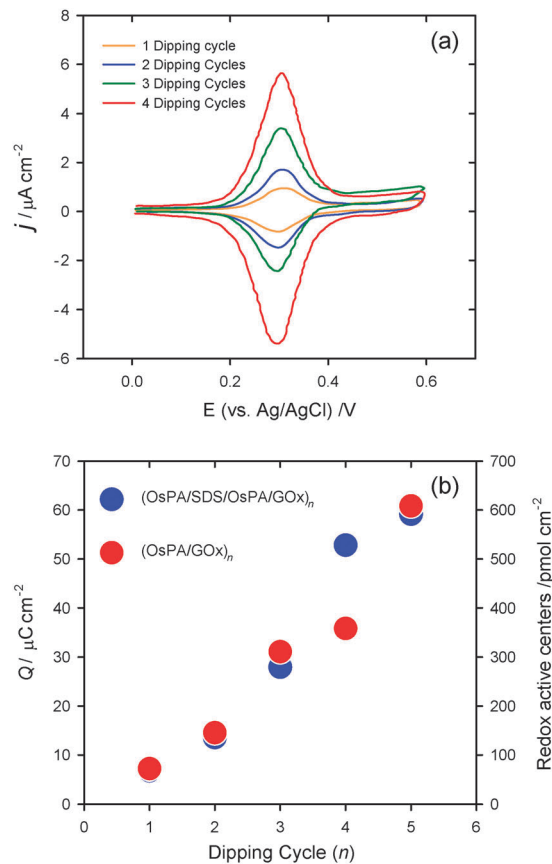 (a)
1 Dipping cycle
2 Dipping Cycles
3 Dipping Cycles
4 Dipping Cycles
8
6
4
2
0
-2
-4
-6
j / μA cm⁻²
0.0 0.2 0.4 0.6
E (vs. Ag/AgCl) /V
(b)
(OsPA/SDS/OsPA/GOx)ₙ
(OsPA/GOx)ₙ
70 700
60 600
50 500
40 400
30 300
20 200
10 100
0 0
Q/ μC cm⁻²
Redox active centers /pmol cm⁻²
0 1 2 3 4 5 6
Dipping Cycle (n)